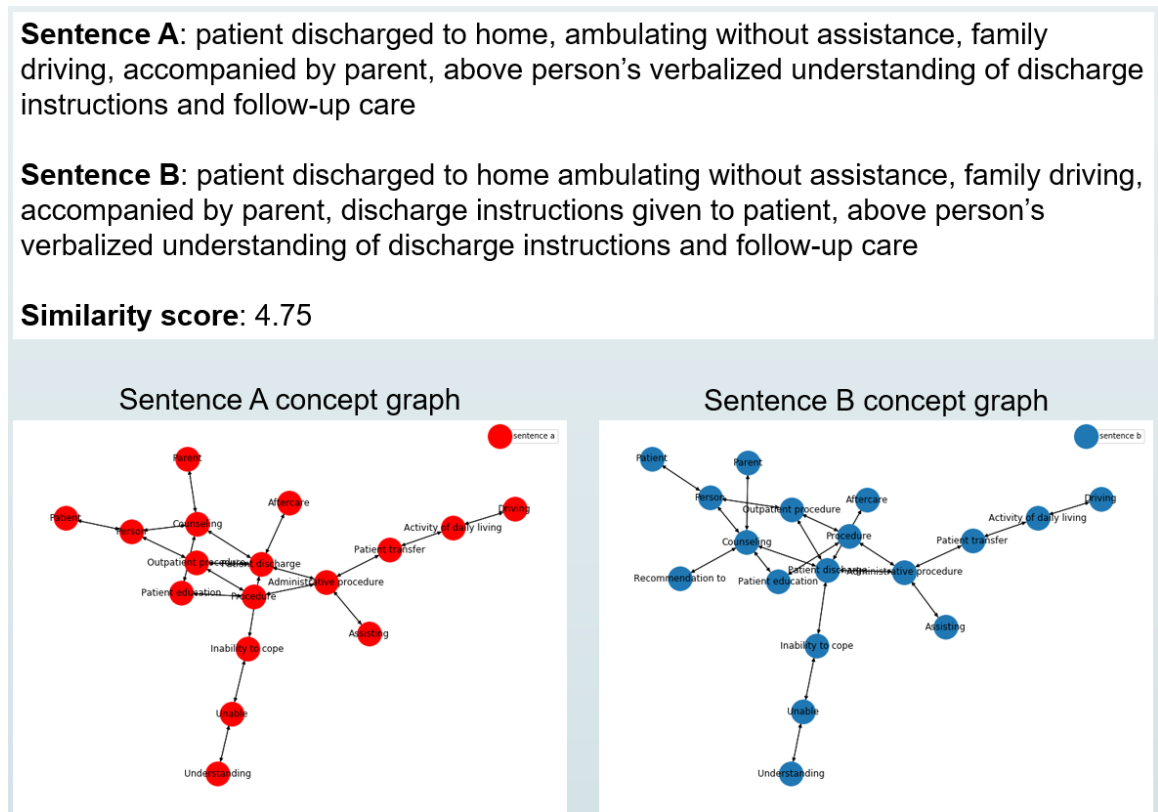 Sentence A: patient discharged to home, ambulating without assistance, family
driving, accompanied by parent, above person’s verbalized understanding of discharge
instructions and follow-up care
Sentence B: patient discharged to home ambulating without assistance, family driving,
accompanied by parent, discharge instructions given to patient, above person’s
verbalized understanding of discharge instructions and follow-up care
Similarity score: 4.75
Sentence A concept graph
sentence a
Parent
Aftercare
Driving
Patient
Counseling
Person
Activity of daily living
Patient transfer
Outpatient procedure
Patient discharge
Administrative procedure
Patient education
Procedure
Assisting
Inability to cope
Unable
Understanding
Sentence B concept graph
sentence b
Patient
Parent
Person
Aftercare
Driving
Outpatient procedure
Activity of daily living
Procedure
Counseling
Patient transfer
Patient discharge
Administrative procedure
Recommendation to
Patient education
Assisting
Inability to cope
Unable
Understanding